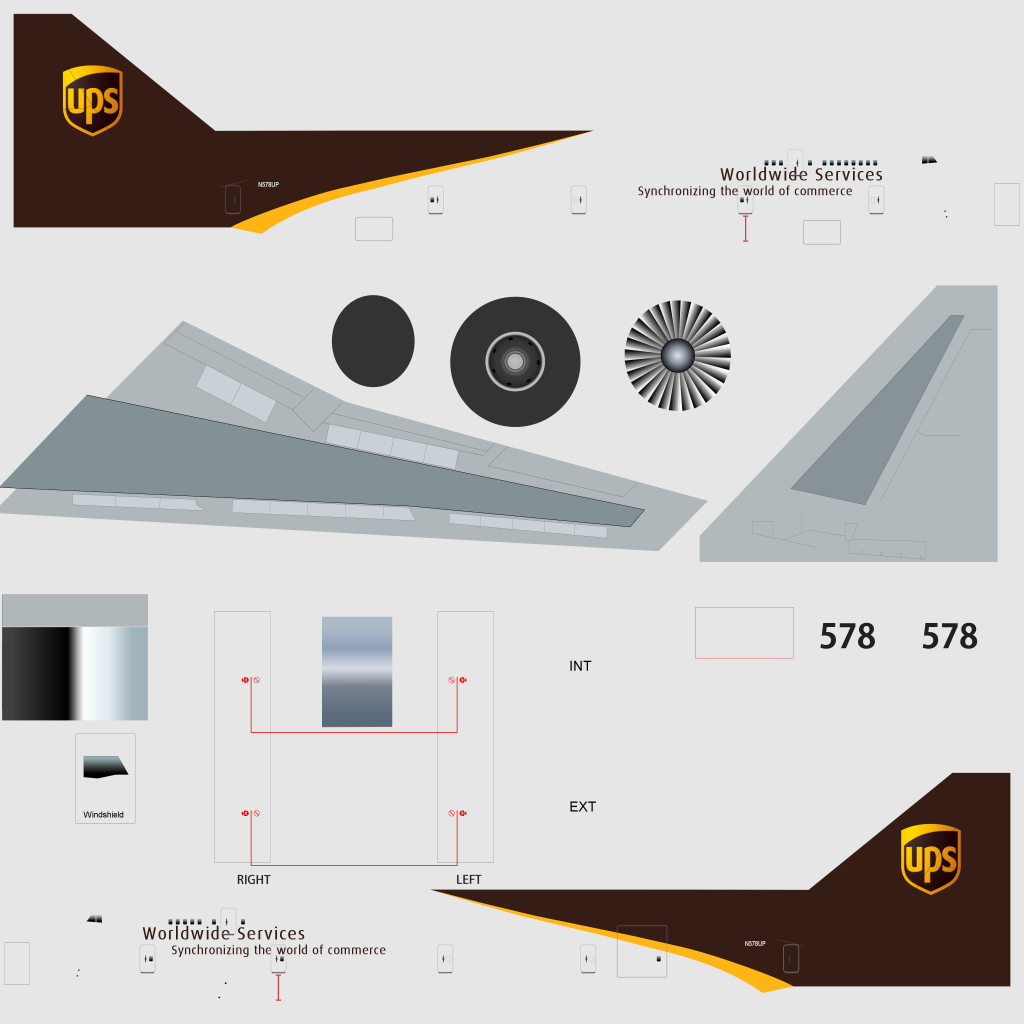 ups
Worldwide Services
Synchronizing the world of commerce
N578UP
578 578
INT
Windshield
EXT
RIGHT LEFT
ups
Worldwide Services
Synchronizing the world of commerce
N578UP